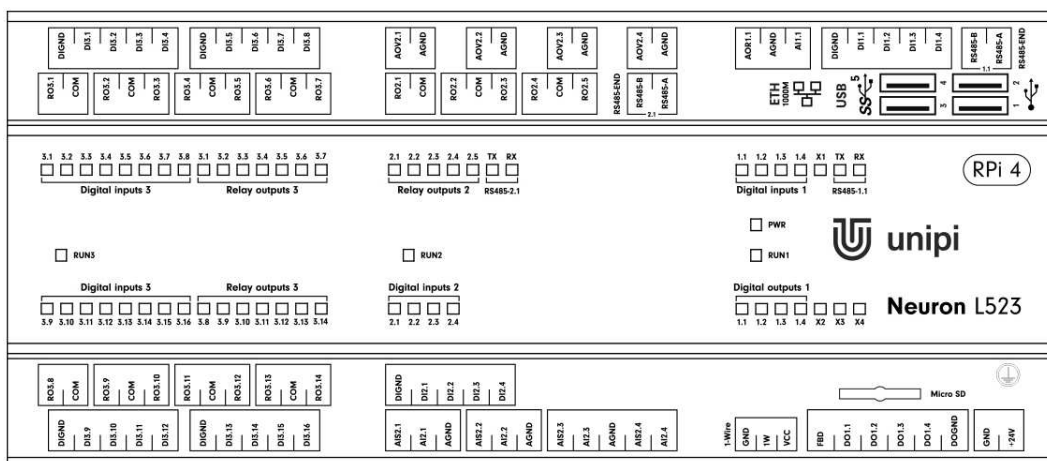 DIGND DI3.1 DI3.2 DI3.3 DI3.4
DIGND DI3.5 DI3.6 DI3.7 DI3.8
AOV2.1 AGND
AOV2.2 AGND
AOV2.3 AGND
AOV2.4 AGND
AOR1.1 AGND AI1.1
DIGND DI1.1 DI1.2 DI1.3 DI1.4
RS485-B RS485-A RS485-END
1.1
RO3.1 COM
RO3.2 COM RO3.3
RO3.4 COM RO3.5
RO3.6 COM RO3.7
RO2.1 COM
RO2.2 COM RO2.3
RO2.4 COM RO2.5
RS485-END RS485-B RS485-A
2.1
ETH
1000M
USB
SS 5
4 2
3 1
3.1 3.2 3.3 3.4 3.5 3.6 3.7 3.8 3.1 3.2 3.3 3.4 3.5 3.6 3.7
2.1 2.2 2.3 2.4 2.5 TX RX
1.1 1.2 1.3 1.4 X1 TX RX
Digital inputs 3 Relay outputs 3
Relay outputs 2 RS485-2.1
Digital inputs 1 RS485-1.1
RPi 4
PWR
RUN3
RUN2
RUN1
unipi
Digital inputs 3 Relay outputs 3
Digital inputs 2
Digital outputs 1
3.9 3.10 3.11 3.12 3.13 3.14 3.15 3.16 3.8 3.9 3.10 3.11 3.12 3.13 3.14
2.1 2.2 2.3 2.4
1.1 1.2 1.3 1.4 X2 X3 X4
Neuron L523
RO3.8 COM
RO3.9 COM RO3.10
RO3.11 COM RO3.12
RO3.13 COM RO3.14
DIGND DI2.1 DI2.2 DI2.3 DI2.4
Micro SD
DIGND DI3.9 DI3.10 DI3.11 DI3.12
DIGND DI3.13 DI3.14 DI3.15 DI3.16
AIS2.1 AI2.1 AGND
AIS2.2 AI2.2 AGND
AIS2.3 AI2.3 AGND AIS2.4 AI2.4
1-Wire
GND 1W VCC
FBD DO1.1 DO1.2 DO1.3 DO1.4 DOGND
GND +24V